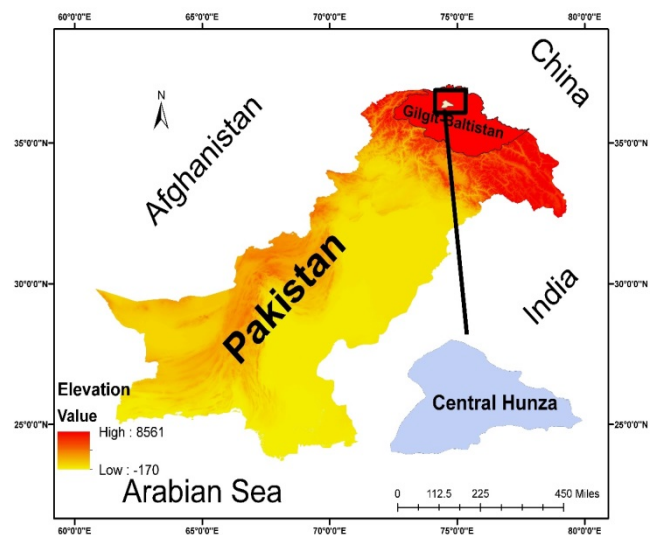 60°0'0"E 65°0'0"E 70°0'0"E 75°0'0"E 80°0'0"E
China
N
Afghanistan
Gilgit-Baltistan
35°0'0"N 35°0'0"N
30°0'0"N 30°0'0"N
Pakistan
India
Elevation
Value
High : 8561
Low : -170
Central Hunza
25°0'0"N 25°0'0"N
Arabian Sea
0 112.5 225 450 Miles
60°0'0"E 65°0'0"E 70°0'0"E 75°0'0"E 80°0'0"E